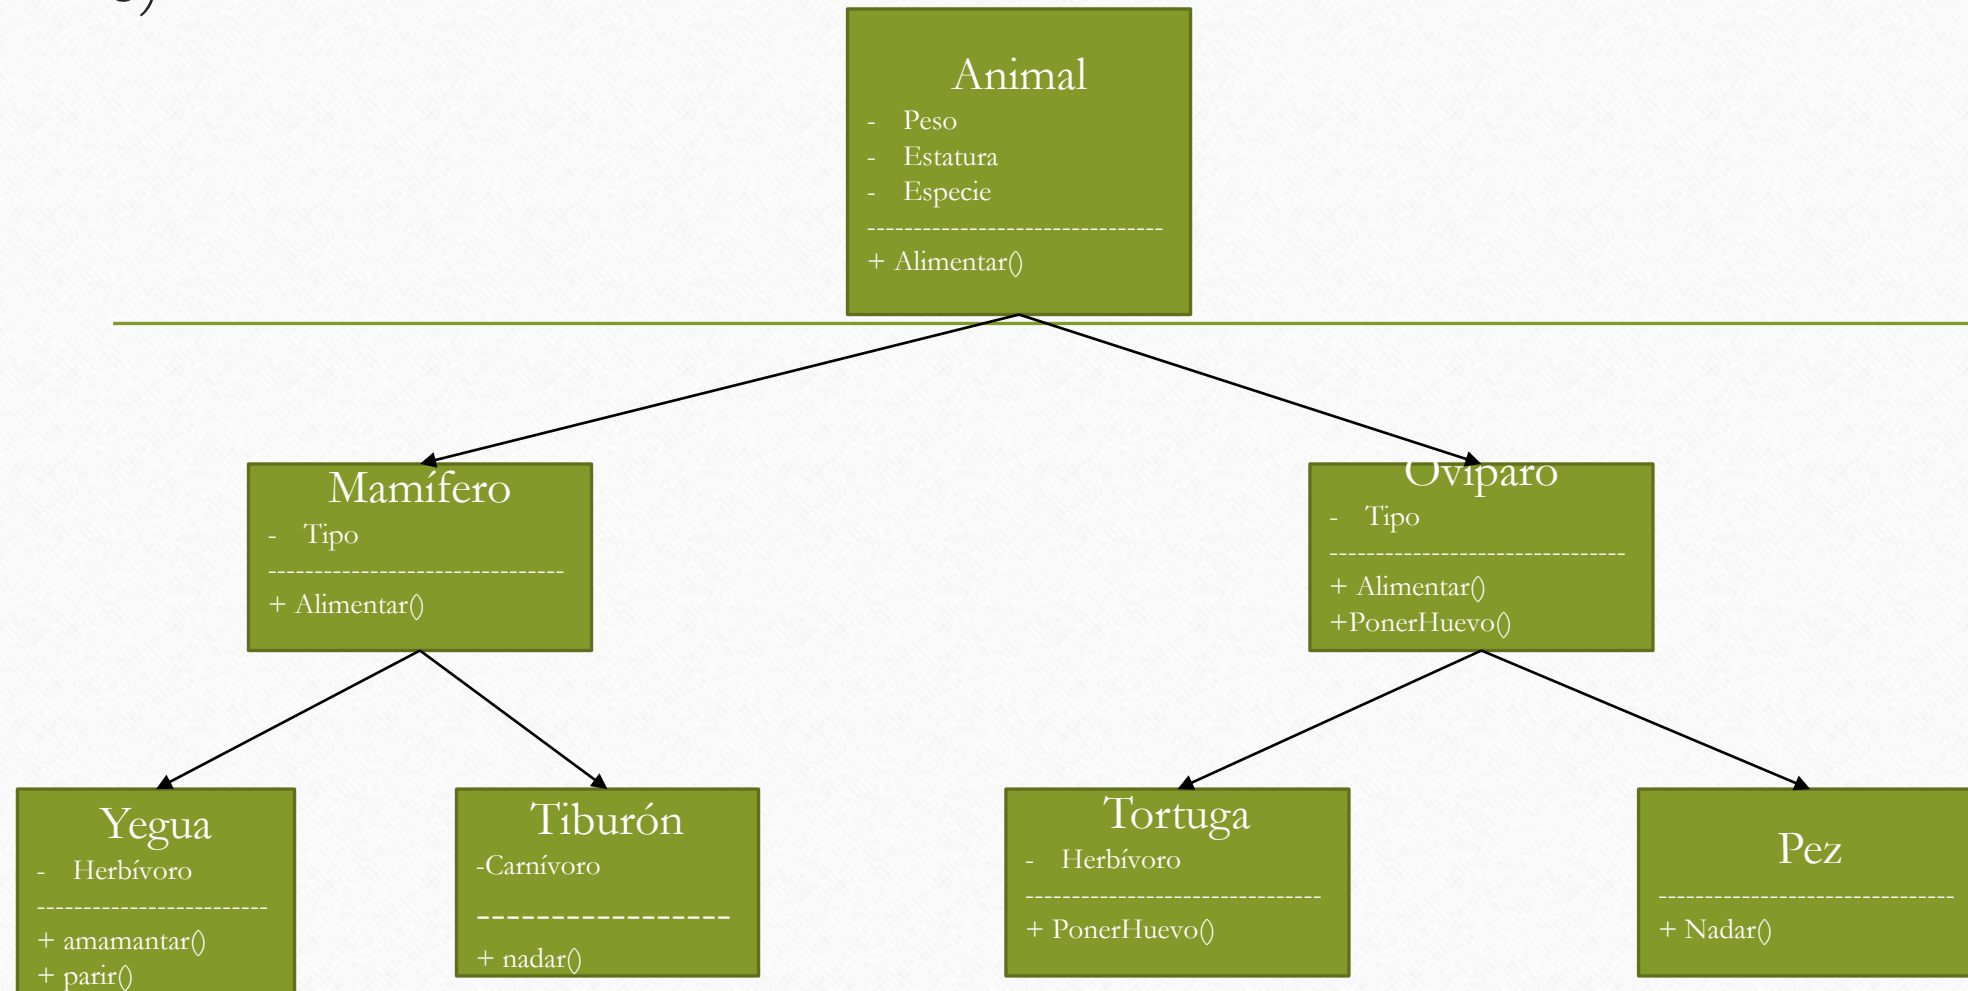 Animal
- Peso
- Estatura
- Especie
--------------------------------
+ Alimentar()
Mamífero
- Tipo
--------------------------------
+ Alimentar()
Ovíparo
- Tipo
--------------------------------
+ Alimentar()
+PonerHuevo()
Yegua
- Herbívoro
-------------------------
+ amamantar()
+ parir()
Tiburón
-Carnívoro
-----------------
+ nadar()
Tortuga
- Herbívoro
--------------------------------
+ PonerHuevo()
Pez
--------------------------------
+ Nadar()